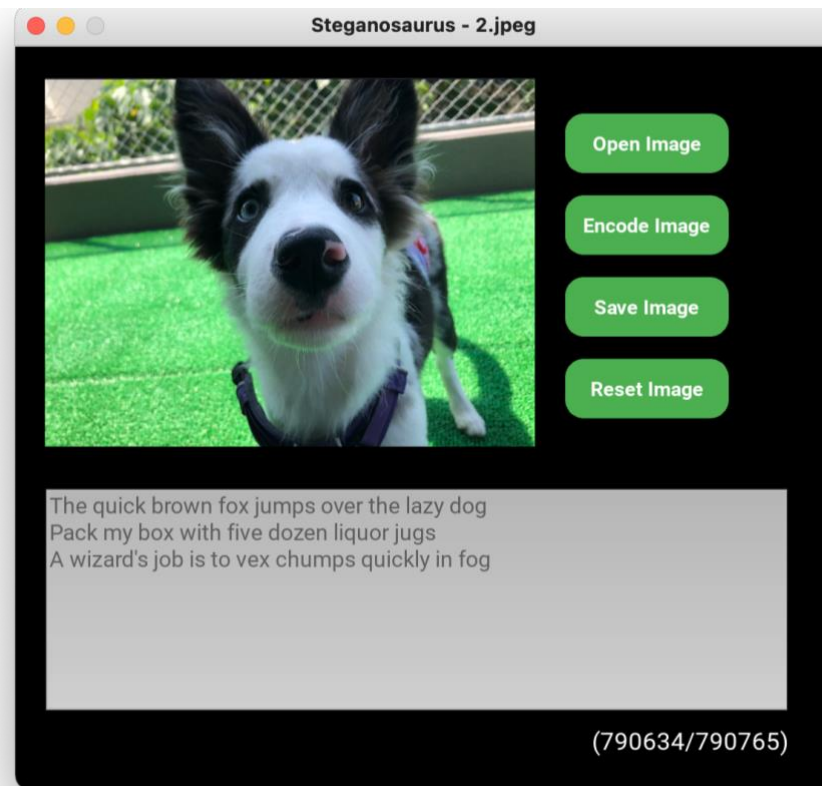 Steganosaurus - 2.jpeg
Open Image
Encode Image
Save Image
Reset Image
The quick brown fox jumps over the lazy dog
Pack my box with five dozen liquor jugs
A wizard's job is to vex chumps quickly in fog
(790634/790765)